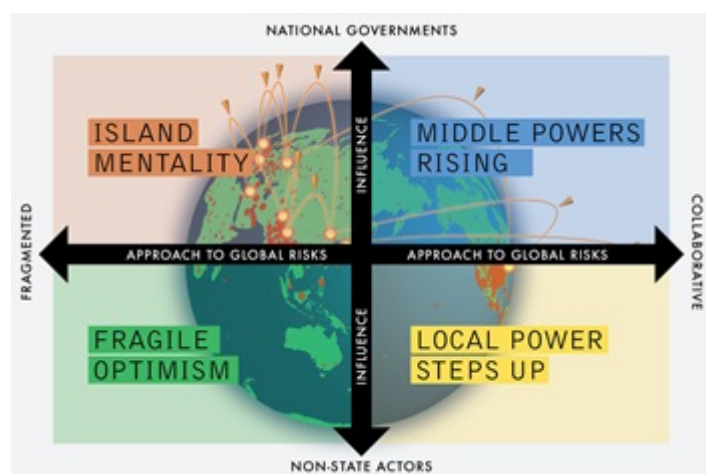 NATIONAL GOVERNMENTS
ISLAND
MENTALITY
INFLUENCE
MIDDLE POWERS
RISING
FRAGMENTED
APPROACH TO GLOBAL RISKS
APPROACH TO GLOBAL RISKS
COLLABORATIVE
FRAGILE
OPTIMISM
INFLUENCE
LOCAL POWER
STEPS UP
NON-STATE ACTORS